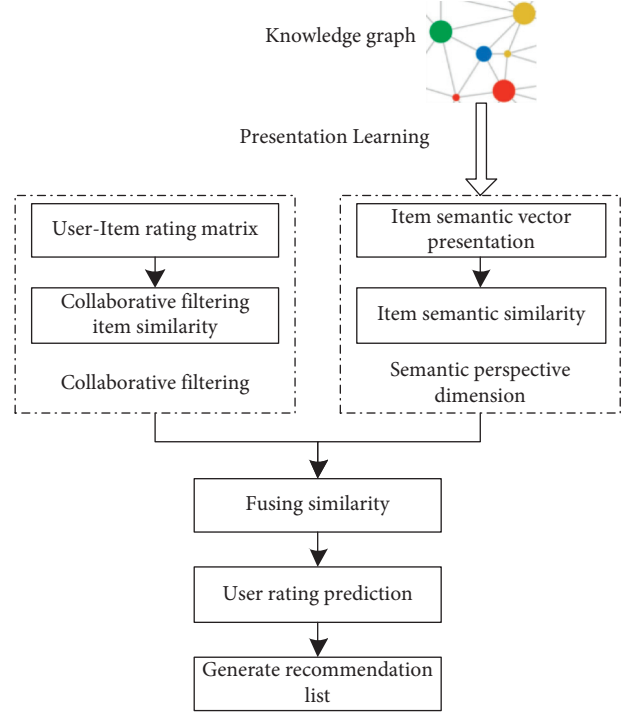 Knowledge graph
Presentation Learning
User-Item rating matrix
Collaborative filtering
item similarity
Collaborative filtering
Item semantic vector
presentation
Item semantic similarity
Semantic perspective
dimension
Fusing similarity
User rating prediction
Generate recommendation
list